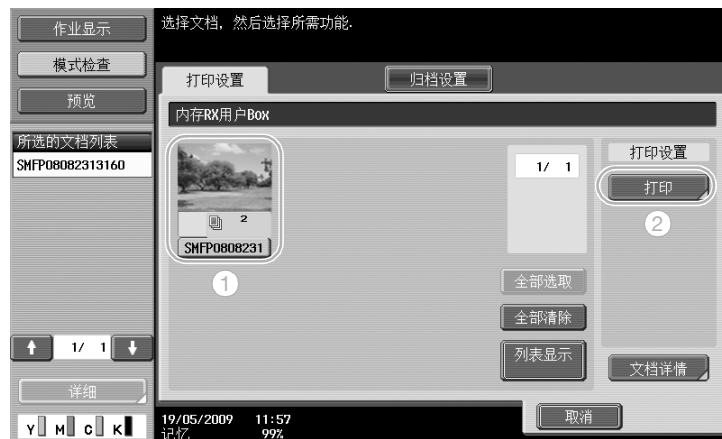 作业显示
模式检查
预览
所选的文档列表
SMFP08082313160
1/ 1
详细
Y M C K
选择文档, 然后选择所需功能.
打印设置
归档设置
内存RX用户Box
2
SMFP0808231
1
1/ 1
全部选取
全部清除
列表显示
打印设置
打印
2
文档详情
取消
19/05/2009 11:57
记忆 99%